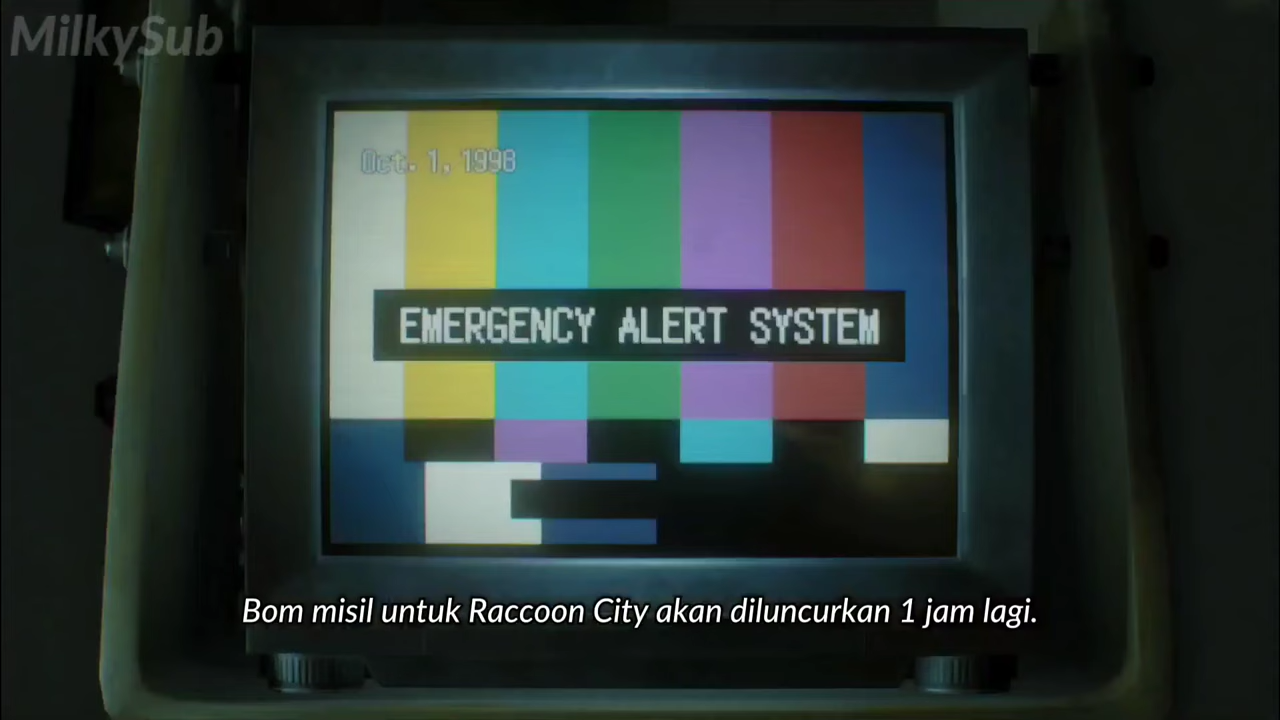 MilkySub
Oct. 1, 1998
EMERGENCY ALERT SYSTEM
Bom misil untuk Raccoon City akan diluncurkan 1 jam lagi.